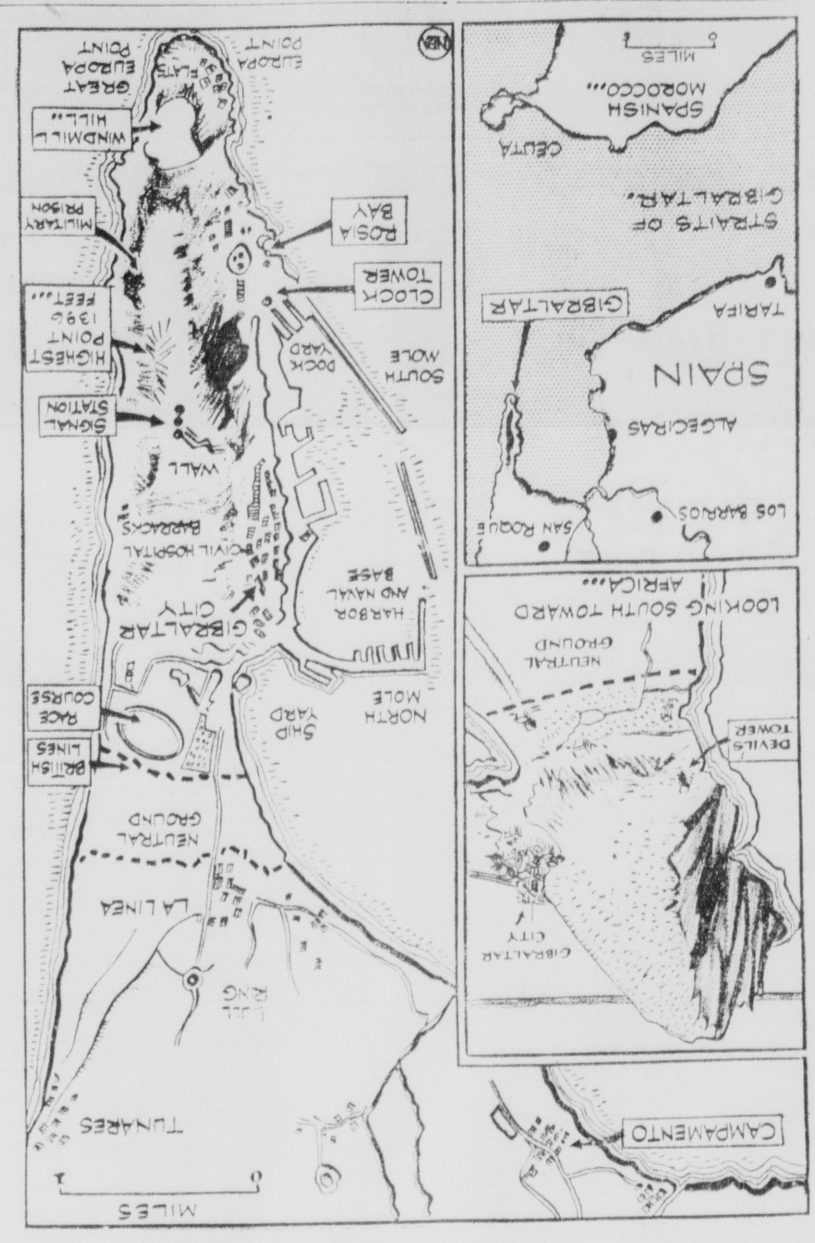 MILES
0 1
CAMPAMENTO
TUNARES
BULL
RING
LA LINEA
NEUTRAL
GROUND
BRITISH
LINES
RACE
COURSE
NORTH
MOLE
SHIP
YARD
GIBRALTAR
CITY
HARBOR
AND NAVAL
BASE
CIVIL HOSPITAL
BARRACKS
WALL
SIGNAL
STATION
SOUTH
MOLE
DOCK
YARD
HIGHEST
POINT
1396
FEET...
CLOCK
TOWER
MILITARY
PRISON
ROSIA
BAY
WINDMILL
HILL..
FLATS
EUROPA
POINT
GREAT
EUROPA
POINT
NEA
GIBRALTAR
CITY
DEVILS
TOWER
NEUTRAL
GROUND
LOOKING SOUTH TOWARD
AFRICA...
LOS BARRIOS
SAN ROQUE
ALGECIRAS
SPAIN
TARIFA
GIBRALTAR
STRAITS OF
GIBRALTAR.
CEUTA
SPANISH
MOROCCO...
MILES
0